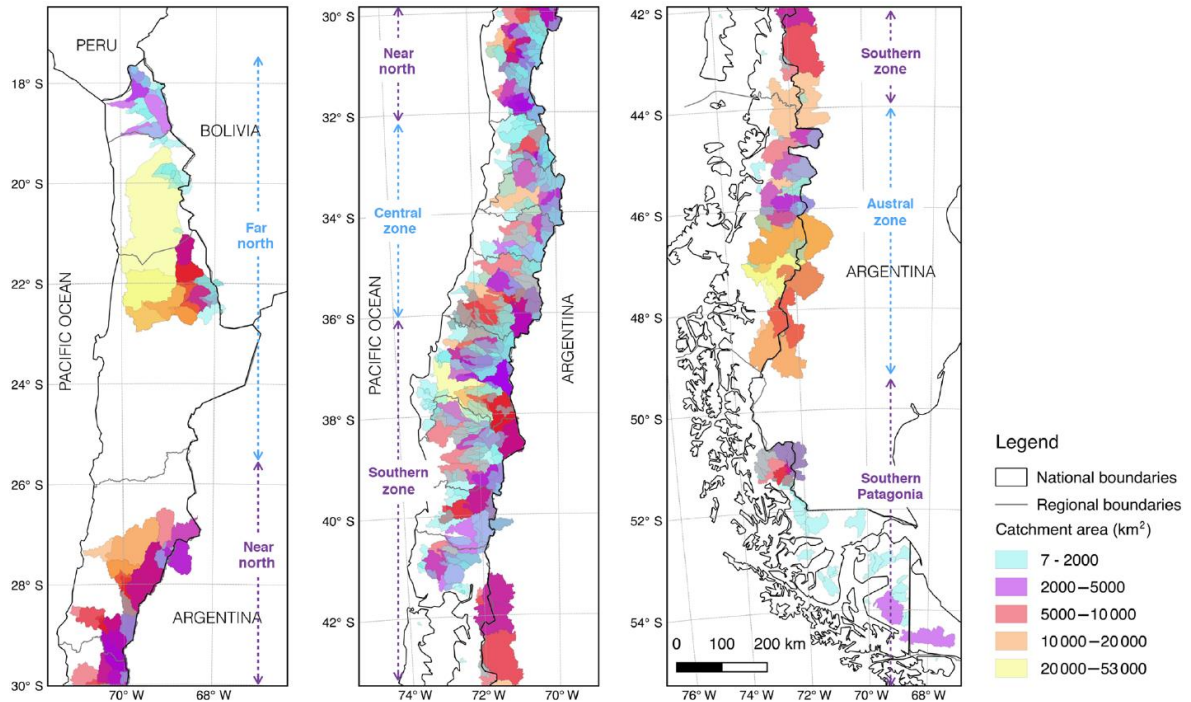 PERU
BOLIVIA
Far
north
PACIFIC OCEAN
Near
north
ARGENTINA
18° S
20° S
22° S
24° S
26° S
28° S
30° S
70° W
68° W
30° S
32° S
34° S
36° S
38° S
40° S
42° S
Near
north
Central
zone
PACIFIC OCEAN
ARGENTINA
Southern
zone
74° W
72° W
70° W
42° S
44° S
46° S
48° S
50° S
52° S
54° S
Southern
zone
Austral
zone
ARGENTINA
Southern
Patagonia
0 100 200 km
76° W
74° W
72° W
70° W
68° W
Legend
National boundaries
Regional boundaries
Catchment area (km²)
7 - 2000
2000–5000
5000–10 000
10 000–20 000
20 000–53 000